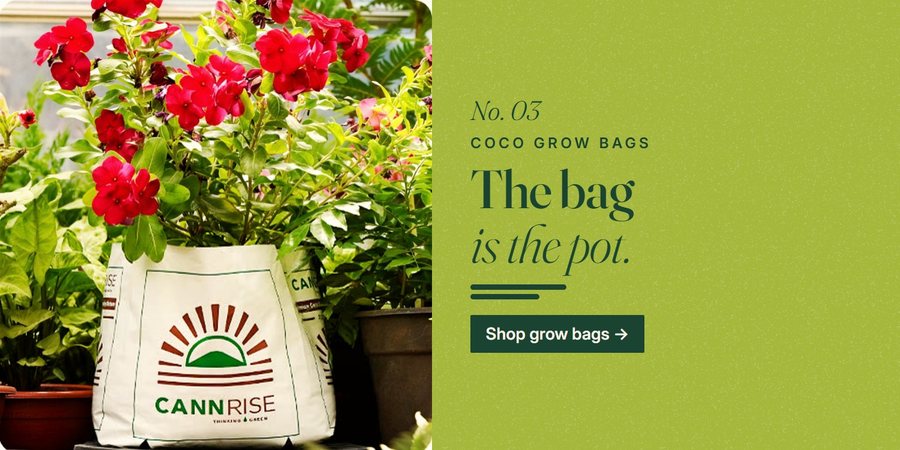 No. 03
COCO GROW BAGS
The bag
is the pot.
Shop grow bags →
CANNRISE
THINKING GREEN